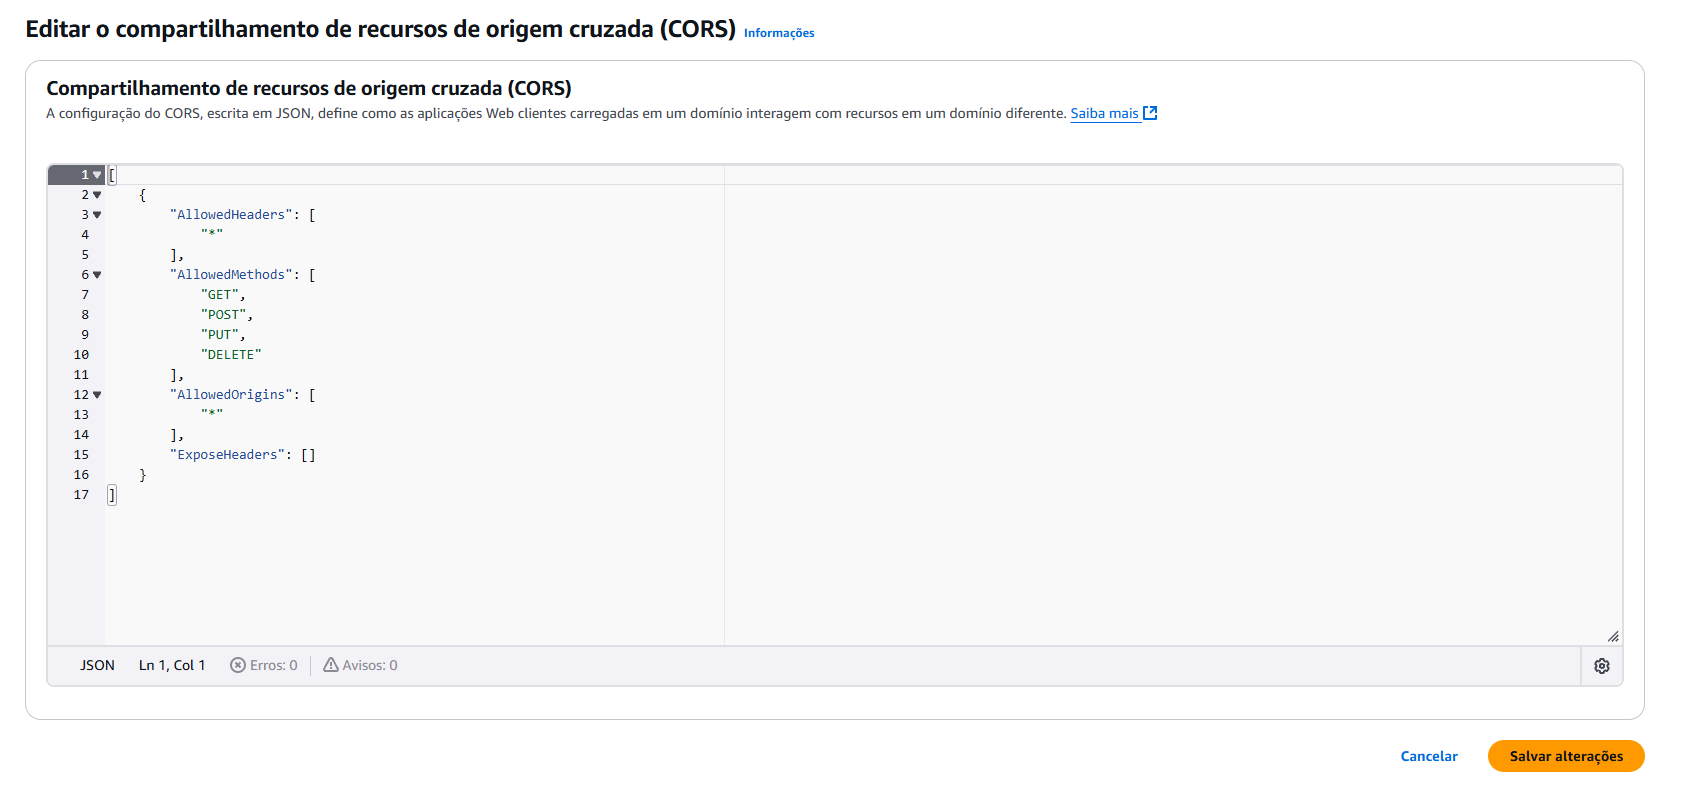 Editar o compartilhamento de recursos de origem cruzada (CORS) Informações
Compartilhamento de recursos de origem cruzada (CORS)
A configuração do CORS, escrita em JSON, define como as aplicações Web clientes carregadas em um domínio interagem com recursos em um domínio diferente. Saiba mais
1 [
2     {
3         "AllowedHeaders": [
4             "*"
5         ],
6         "AllowedMethods": [
7             "GET",
8             "POST",
9             "PUT",
10             "DELETE"
11         ],
12         "AllowedOrigins": [
13             "*"
14         ],
15         "ExposeHeaders": []
16     }
17 ]
JSON Ln 1, Col 1 Erros: 0 Avisos: 0
Cancelar Salvar alterações